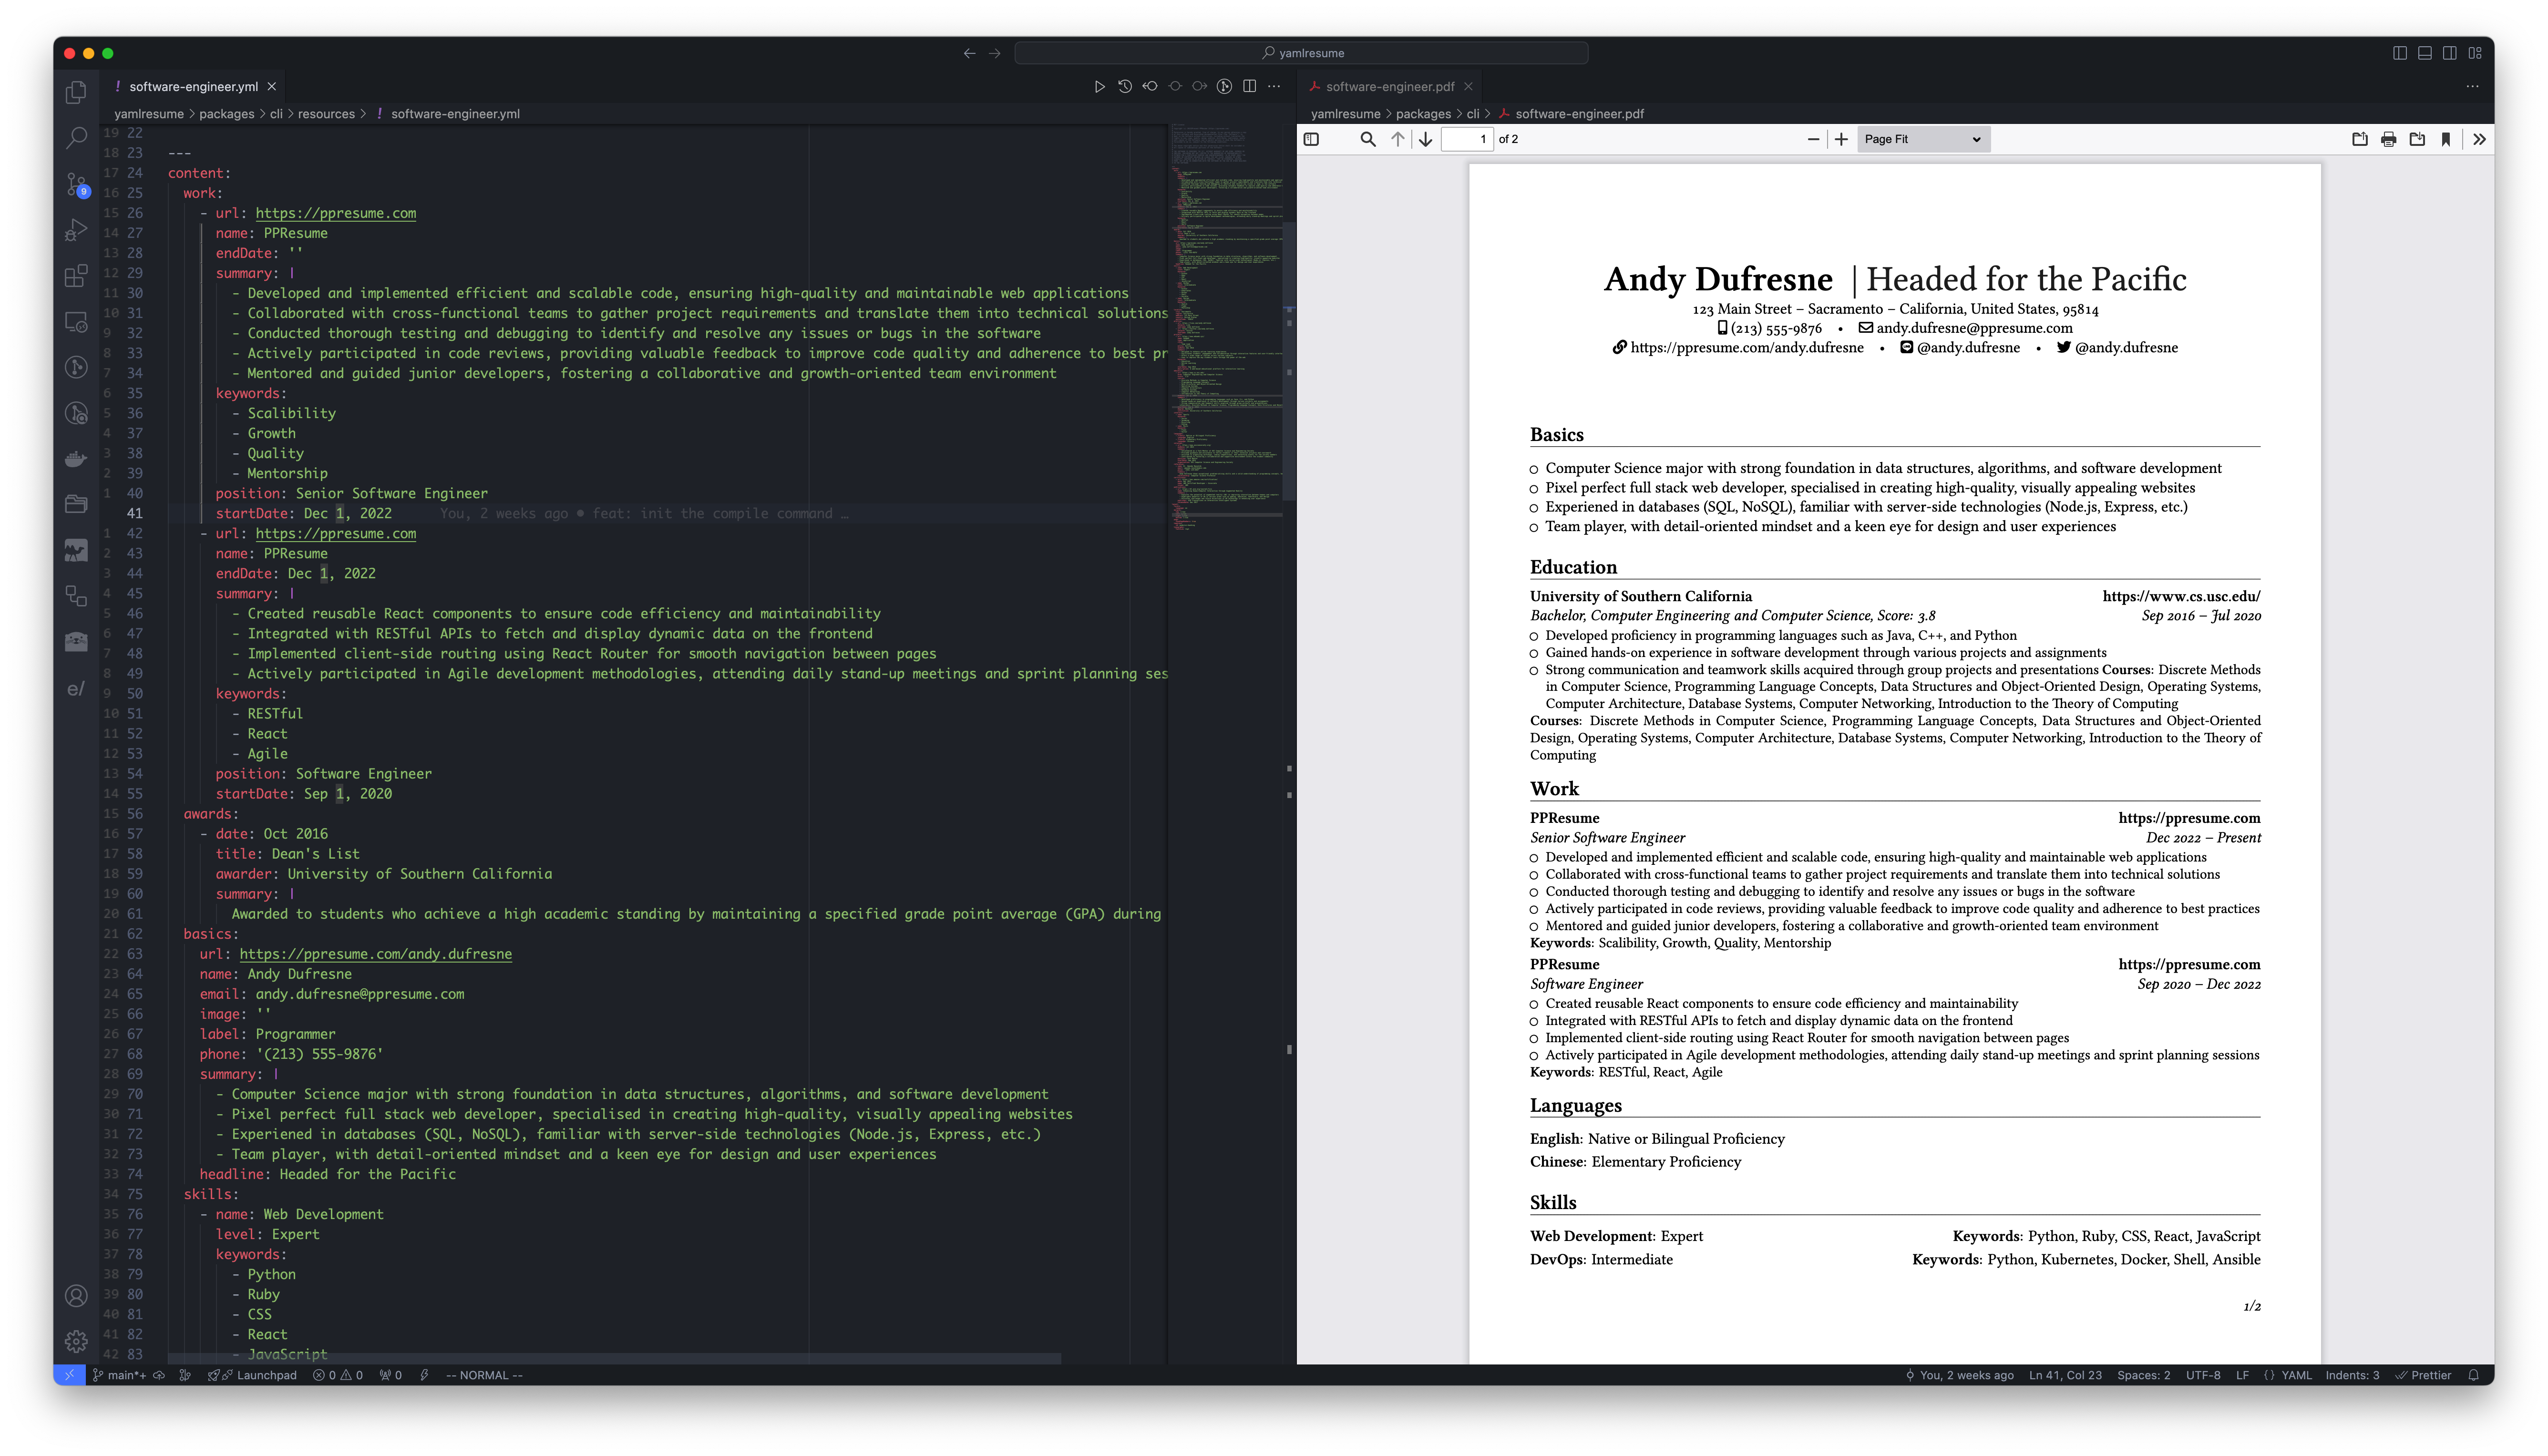 yamlresume
software-engineer.yml
yamlresume > packages > cli > resources > ! software-engineer.yml
19 22
18 23 ---
17 24 content:
16 25 work:
15 26 - url: https://ppresume.com
14 27 name: PPResume
13 28 endDate: ''
12 29 summary: |
11 30 - Developed and implemented efficient and scalable code, ensuring high-quality and maintainable web applications
10 31 - Collaborated with cross-functional teams to gather project requirements and translate them into technical solutions
9 32 - Conducted thorough testing and debugging to identify and resolve any issues or bugs in the software
8 33 - Actively participated in code reviews, providing valuable feedback to improve code quality and adherence to best pr
7 34 - Mentored and guided junior developers, fostering a collaborative and growth-oriented team environment
6 35 keywords:
5 36 - Scalibility
4 37 - Growth
3 38 - Quality
2 39 - Mentorship
1 40 position: Senior Software Engineer
41 startDate: Dec 1, 2022 You, 2 weeks ago • feat: init the compile command …
1 42 - url: https://ppresume.com
2 43 name: PPResume
3 44 endDate: Dec 1, 2022
4 45 summary: |
5 46 - Created reusable React components to ensure code efficiency and maintainability
6 47 - Integrated with RESTful APIs to fetch and display dynamic data on the frontend
7 48 - Implemented client-side routing using React Router for smooth navigation between pages
8 49 - Actively participated in Agile development methodologies, attending daily stand-up meetings and sprint planning ses
9 50 keywords:
10 51 - RESTful
11 52 - React
12 53 - Agile
13 54 position: Software Engineer
14 55 startDate: Sep 1, 2020
15 56 awards:
16 57 - date: Oct 2016
17 58 title: Dean's List
18 59 awarder: University of Southern California
19 60 summary: |
20 61 Awarded to students who achieve a high academic standing by maintaining a specified grade point average (GPA) during
21 62 basics:
22 63 url: https://ppresume.com/andy.dufresne
23 64 name: Andy Dufresne
24 65 email: andy.dufresne@ppresume.com
25 66 image: ''
26 67 label: Programmer
27 68 phone: '(213) 555-9876'
28 69 summary: |
29 70 - Computer Science major with strong foundation in data structures, algorithms, and software development
30 71 - Pixel perfect full stack web developer, specialised in creating high-quality, visually appealing websites
31 72 - Experiened in databases (SQL, NoSQL), familiar with server-side technologies (Node.js, Express, etc.)
32 73 - Team player, with detail-oriented mindset and a keen eye for design and user experiences
33 74 headline: Headed for the Pacific
34 75 skills:
35 76 - name: Web Development
36 77 level: Expert
37 78 keywords:
38 79 - Python
39 80 - Ruby
40 81 - CSS
41 82 - React
42 83 - JavaScript
9
e/
software-engineer.pdf
yamlresume > packages > cli > software-engineer.pdf
1 of 2
Page Fit
Andy Dufresne | Headed for the Pacific
123 Main Street – Sacramento – California, United States, 95814
(213) 555-9876 • andy.dufresne@ppresume.com
https://ppresume.com/andy.dufresne • @andy.dufresne • @andy.dufresne
Basics
Computer Science major with strong foundation in data structures, algorithms, and software development
Pixel perfect full stack web developer, specialised in creating high-quality, visually appealing websites
Experiened in databases (SQL, NoSQL), familiar with server-side technologies (Node.js, Express, etc.)
Team player, with detail-oriented mindset and a keen eye for design and user experiences
Education
University of Southern California https://www.cs.usc.edu/
Bachelor, Computer Engineering and Computer Science, Score: 3.8 Sep 2016 – Jul 2020
Developed proficiency in programming languages such as Java, C++, and Python
Gained hands-on experience in software development through various projects and assignments
Strong communication and teamwork skills acquired through group projects and presentations Courses: Discrete Methods
in Computer Science, Programming Language Concepts, Data Structures and Object-Oriented Design, Operating Systems,
Computer Architecture, Database Systems, Computer Networking, Introduction to the Theory of Computing
Courses: Discrete Methods in Computer Science, Programming Language Concepts, Data Structures and Object-Oriented
Design, Operating Systems, Computer Architecture, Database Systems, Computer Networking, Introduction to the Theory of
Computing
Work
PPResume https://ppresume.com
Senior Software Engineer Dec 2022 – Present
Developed and implemented efficient and scalable code, ensuring high-quality and maintainable web applications
Collaborated with cross-functional teams to gather project requirements and translate them into technical solutions
Conducted thorough testing and debugging to identify and resolve any issues or bugs in the software
Actively participated in code reviews, providing valuable feedback to improve code quality and adherence to best practices
Mentored and guided junior developers, fostering a collaborative and growth-oriented team environment
Keywords: Scalibility, Growth, Quality, Mentorship
PPResume https://ppresume.com
Software Engineer Sep 2020 – Dec 2022
Created reusable React components to ensure code efficiency and maintainability
Integrated with RESTful APIs to fetch and display dynamic data on the frontend
Implemented client-side routing using React Router for smooth navigation between pages
Actively participated in Agile development methodologies, attending daily stand-up meetings and sprint planning sessions
Keywords: RESTful, React, Agile
Languages
English: Native or Bilingual Proficiency
Chinese: Elementary Proficiency
Skills
Web Development: Expert Keywords: Python, Ruby, CSS, React, JavaScript
DevOps: Intermediate Keywords: Python, Kubernetes, Docker, Shell, Ansible
1/2
main*+ Launchpad 0 0 0 -- NORMAL -- You, 2 weeks ago Ln 41, Col 23 Spaces: 2 UTF-8 LF {} YAML Indents: 3 Prettier